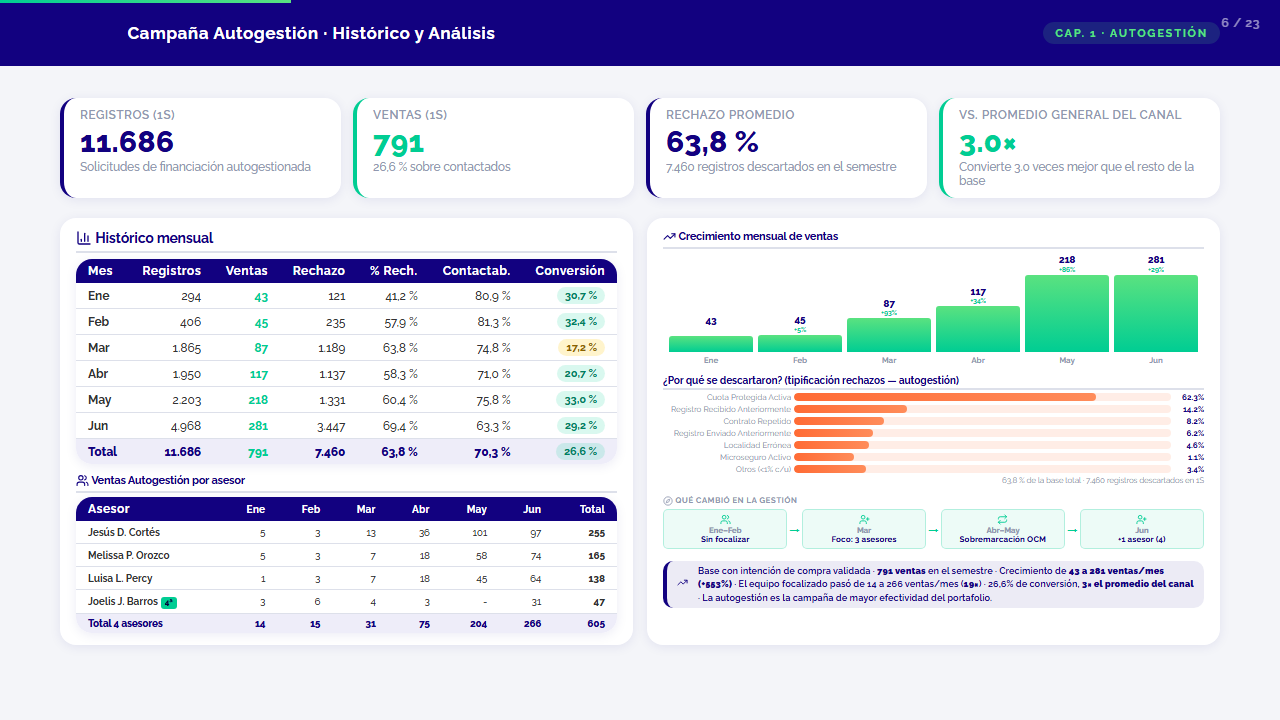 Campaña Autogestión · Histórico y Análisis
CAP. 1 · AUTOGESTIÓN
6 / 23
REGISTROS (1S)
11.686
Solicitudes de financiación autogestionada
VENTAS (1S)
791
26,6 % sobre contactados
RECHAZO PROMEDIO
63,8 %
7.460 registros descartados en el semestre
VS. PROMEDIO GENERAL DEL CANAL
3.0×
Convierte 3.0 veces mejor que el resto de la
base
Histórico mensual
Mes Registros Ventas Rechazo % Rech. Contactab. Conversión
Ene 294 43 121 41,2 % 80,9 % 30,7 %
Feb 406 45 235 57,9 % 81,3 % 32,4 %
Mar 1.865 87 1.189 63,8 % 74,8 % 17,2 %
Abr 1.950 117 1.137 58,3 % 71,0 % 20,7 %
May 2.203 218 1.331 60,4 % 75,8 % 33,0 %
Jun 4.968 281 3.447 69,4 % 63,3 % 29,2 %
Total 11.686 791 7.460 63,8 % 70,3 % 26,6 %
Ventas Autogestión por asesor
Asesor Ene Feb Mar Abr May Jun Total
Jesús D. Cortés 5 3 13 36 101 97 255
Melissa P. Orozco 5 3 7 18 58 74 165
Luisa L. Percy 1 3 7 18 45 64 138
Joelis J. Barros 4ª 3 6 4 3 - 31 47
Total 4 asesores 14 15 31 75 204 266 605
Crecimiento mensual de ventas
43
45
+5%
87
+93%
117
+34%
218
+86%
281
+29%
Ene Feb Mar Abr May Jun
¿Por qué se descartaron? (tipificación rechazos — autogestión)
Cuota Protegida Activa 62.3%
Registro Recibido Anteriormente 14.2%
Contrato Repetido 8.2%
Registro Enviado Anteriormente 6.2%
Localidad Errónea 4.6%
Microseguro Activo 1.1%
Otros (<1% c/u) 3.4%
63,8 % de la base total · 7.460 registros descartados en 1S
QUÉ CAMBIÓ EN LA GESTIÓN
Ene–Feb
Sin focalizar
→
Mar
Foco: 3 asesores
→
Abr–May
Sobremarcación OCM
→
Jun
+1 asesor (4)
Base con intención de compra validada · 791 ventas en el semestre · Crecimiento de 43 a 281 ventas/mes
(+553%) · El equipo focalizado pasó de 14 a 266 ventas/mes (19×) · 26,6% de conversión, 3× el promedio del canal
· La autogestión es la campaña de mayor efectividad del portafolio.